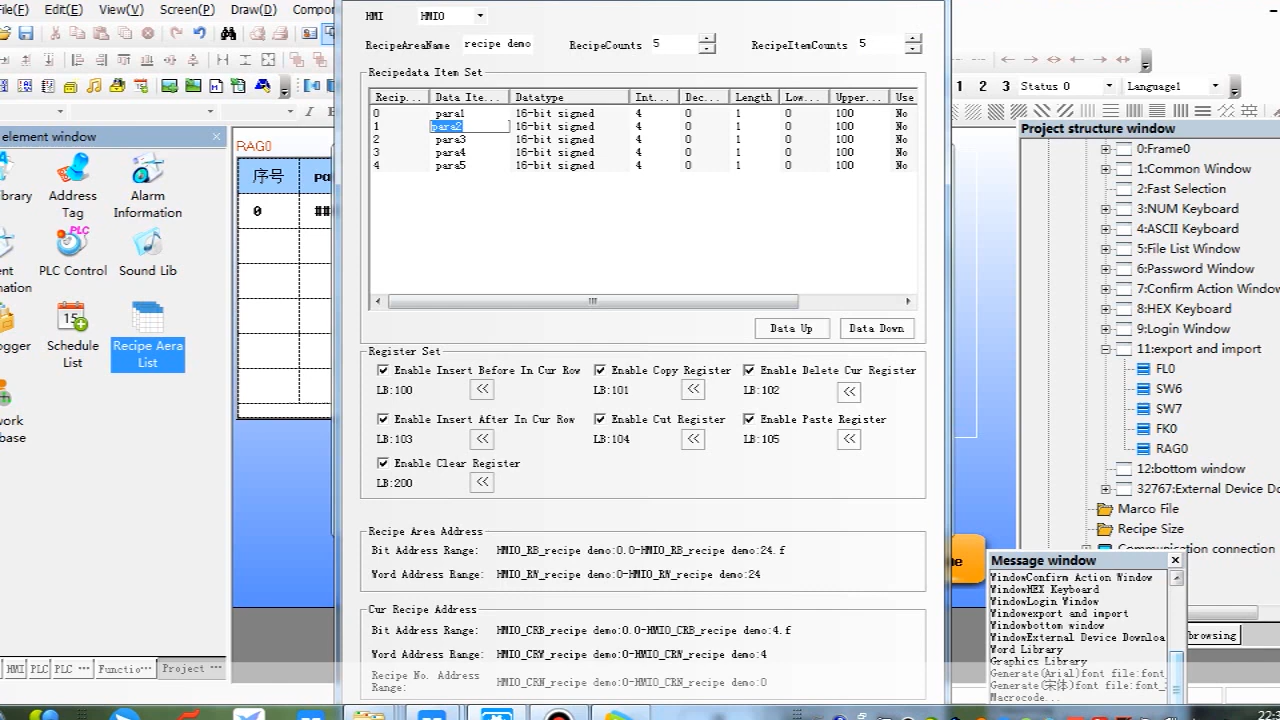 File(F) Edit(E) View(V) Screen(P) Draw(D) Compo
HMI HMI0
RecipeAreaName recipe demo RecipeCounts 5 RecipeItemCounts 5
Recipedata Item Set
Recip... Data Ite... Datatype Int... Dec... Length Low... Upper... Use
0 para1 16-bit signed 4 0 1 0 100 No
1 para2 16-bit signed 4 0 1 0 100 No
2 para3 16-bit signed 4 0 1 0 100 No
3 para4 16-bit signed 4 0 1 0 100 No
4 para5 16-bit signed 4 0 1 0 100 No
Data Up Data Down
Register Set
Enable Insert Before In Cur Row Enable Copy Register Enable Delete Cur Register
LB:100 << LB:101 << LB:102 <<
Enable Insert After In Cur Row Enable Cut Register Enable Paste Register
LB:103 << LB:104 << LB:105 <<
Enable Clear Register
LB:200 <<
Recipe Area Address
Bit Address Range: HMI0_RB_recipe demo:0.0-HMI0_RB_recipe demo:24.f
Word Address Range: HMI0_RW_recipe demo:0-HMI0_RW_recipe demo:24
Cur Recipe Address
Bit Address Range: HMI0_CRB_recipe demo:0.0-HMI0_CRB_recipe demo:4.f
Word Address Range: HMI0_CRW_recipe demo:0-HMI0_CRW_recipe demo:4
Recipe No. Address Range: HMI0_CRN_recipe demo:0-HMI0_CRN_recipe demo:0
element window
ibrary
Address Tag
Alarm Information
ent
mation
PLC Control
Sound Lib
ogger
Schedule List
Recipe Aera List
work
base
HMI PLC PLC ... Functio... Project ...
RAG0
序号 pa
0 ##
1 2 3 Status 0 Language1
Project structure window
0:Frame0
1:Common Window
2:Fast Selection
3:NUM Keyboard
4:ASCII Keyboard
5:File List Window
6:Password Window
7:Confirm Action Window
8:HEX Keyboard
9:Login Window
11:export and import
FL0
SW6
SW7
FK0
RAG0
12:bottom window
32767:External Device Do
Marco File
Recipe Size
Communication connection
Message window
WindowConfirm Action Window
WindowHEX Keyboard
WindowLogin Window
Windowexport and import
Windowbottom window
WindowExternal Device Downloa
Word Library
Graphics Library
Generate(Arial)font file:font_
Generate(宋体)font file:font_
Macrocode..
rowsing